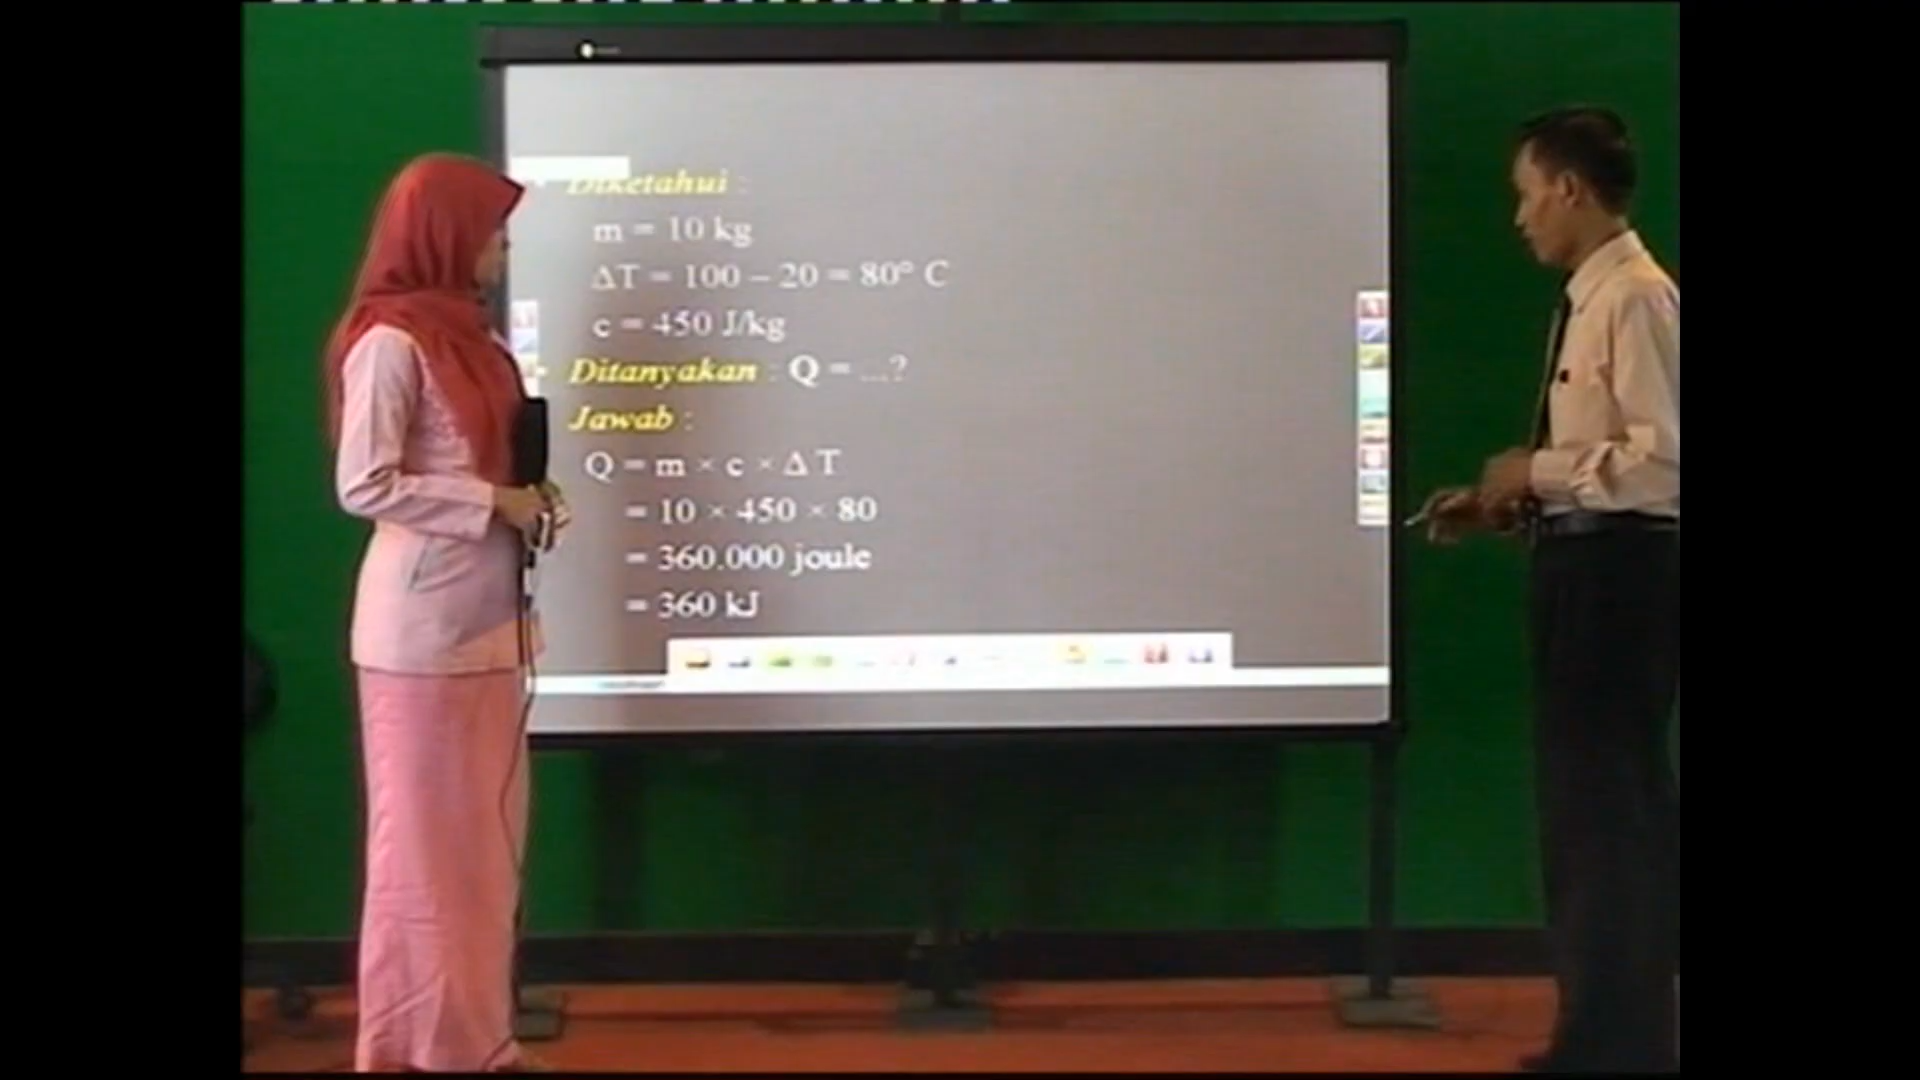 Diketahui :
m = 10 kg
ΔT = 100 – 20 = 80° C
c = 450 J/kg
Ditanyakan : Q = ...?
Jawab :
Q = m × c × Δ T
= 10 × 450 × 80
= 360.000 joule
= 360 kJ